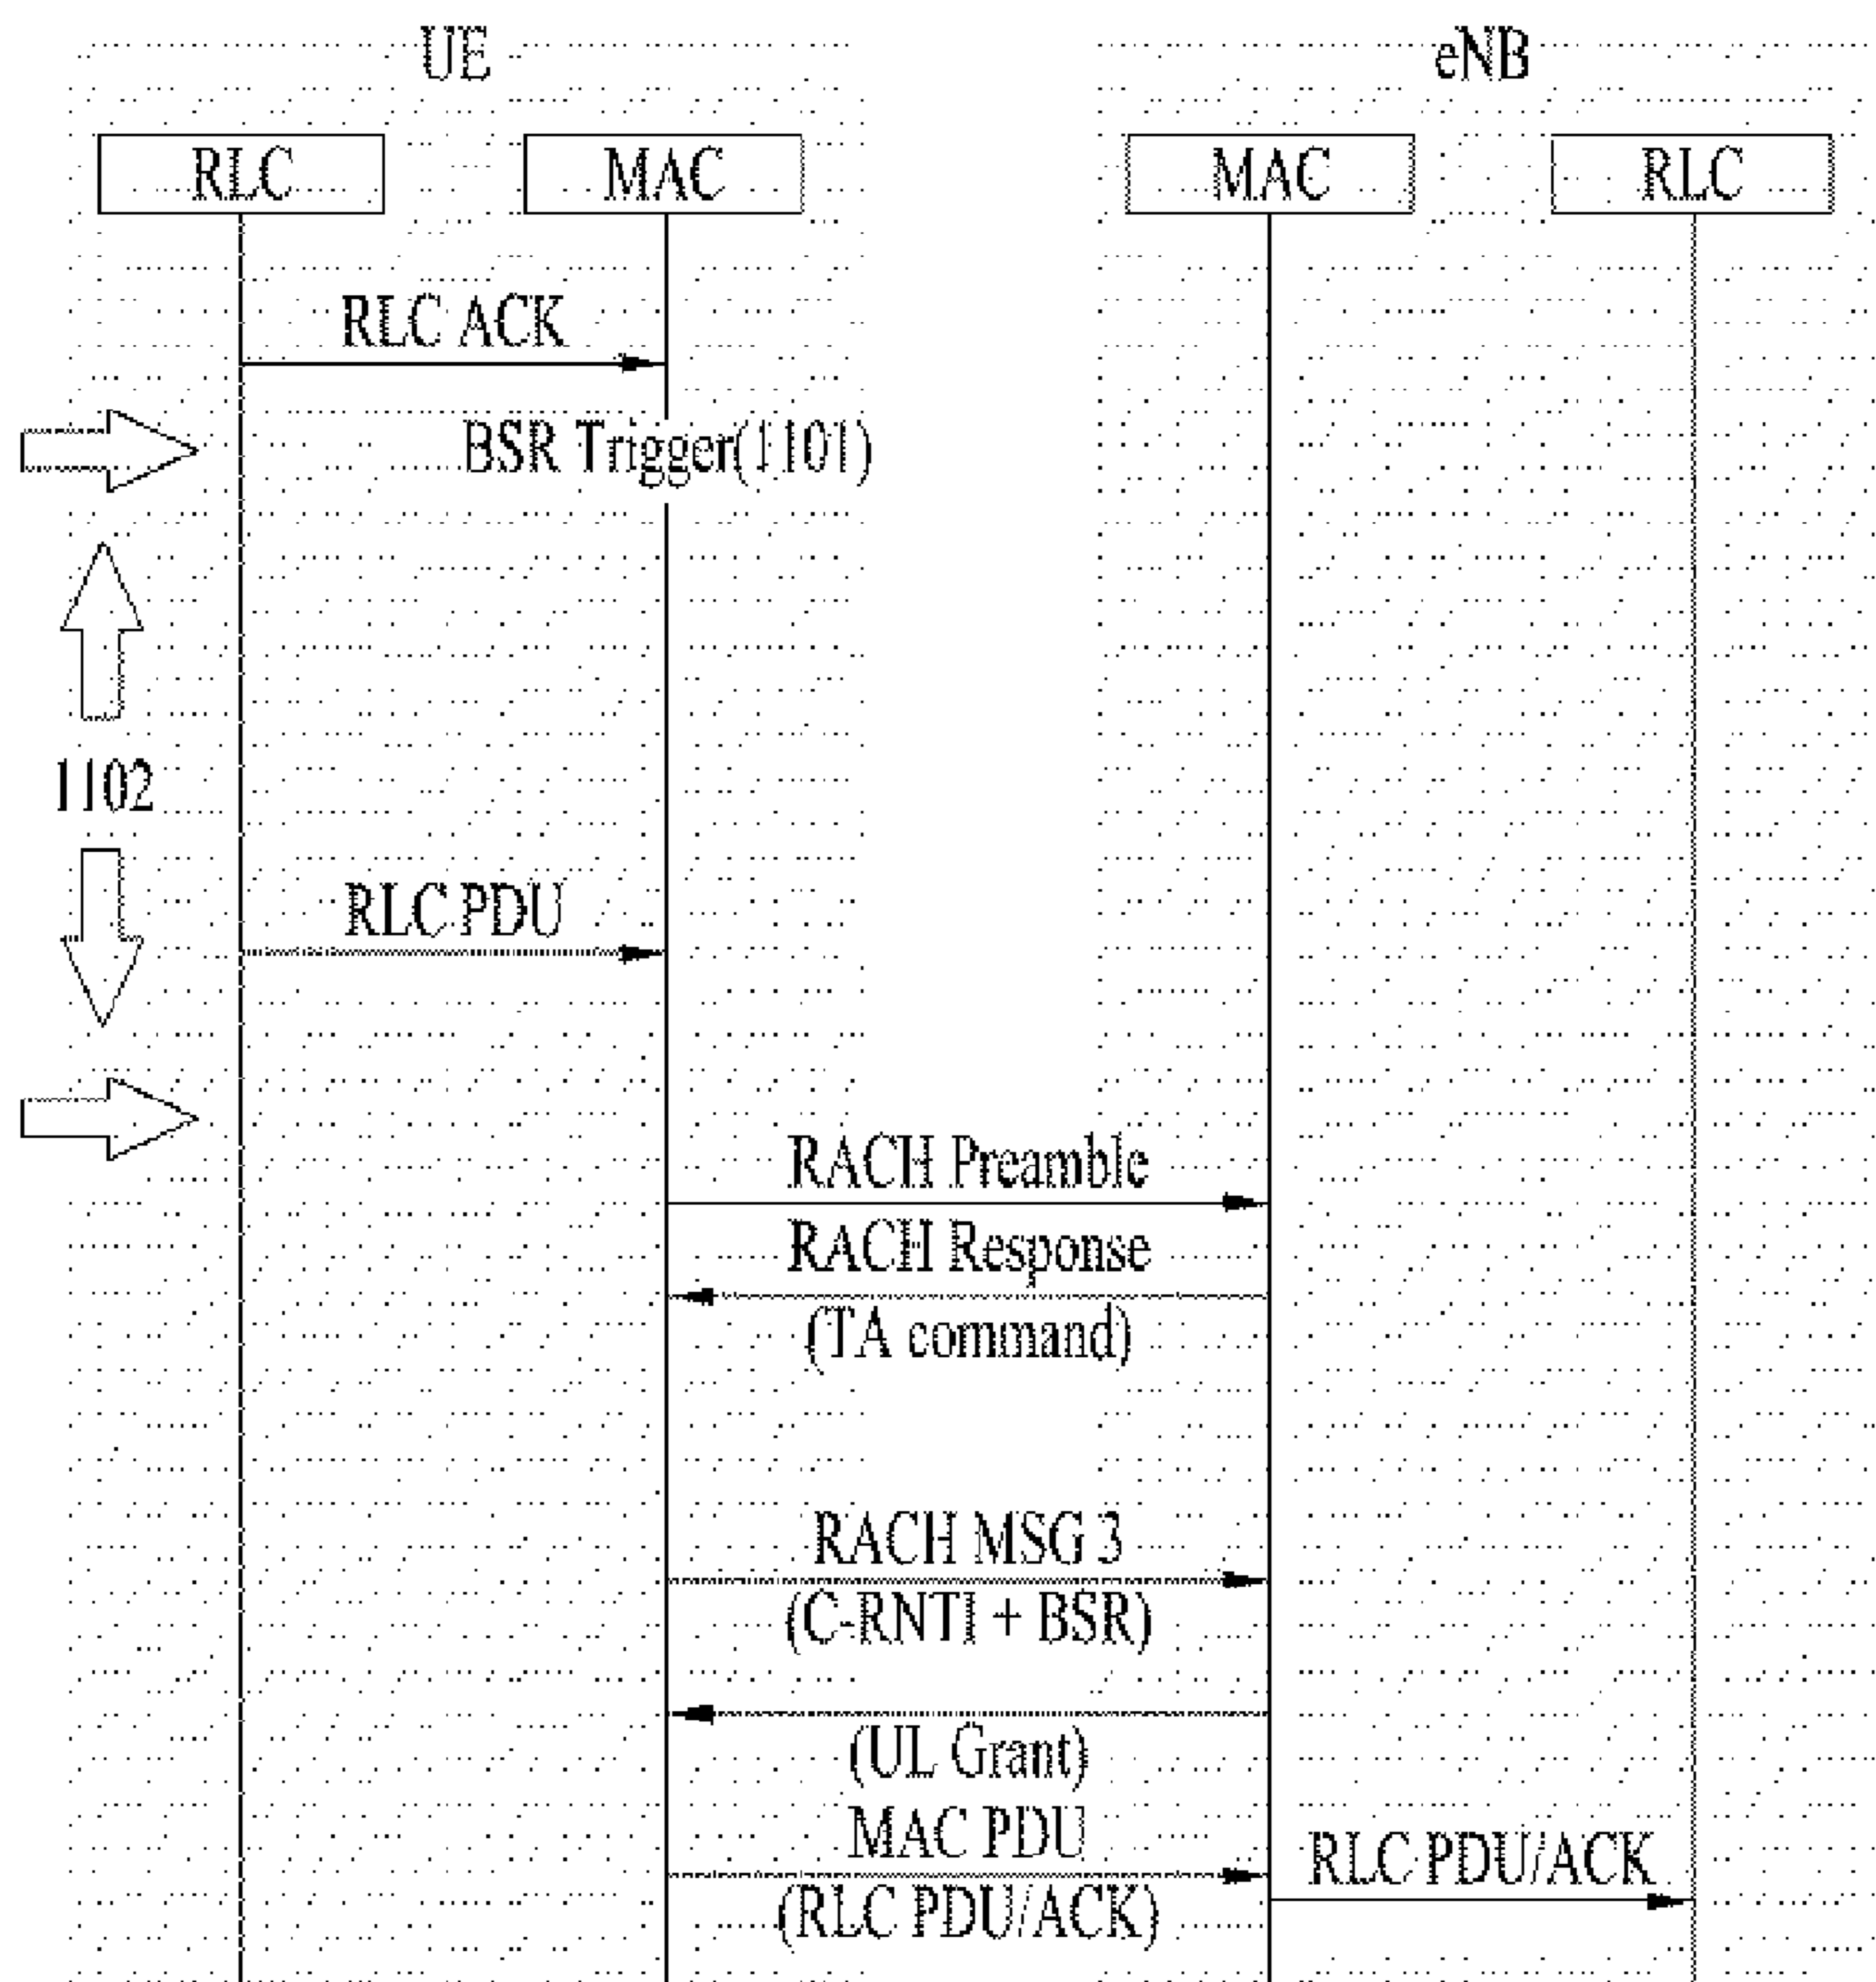 UE eNB
RLC MAC MAC RLC
RLC ACK
BSR Trigger(1101)
1102
RLC PDU
RACH Preamble
RACH Response
(TA command)
RACH MSG 3
(C-RNTI + BSR)
(UL Grant)
MAC PDU
RLC PDU/ACK
(RLC PDU/ACK)